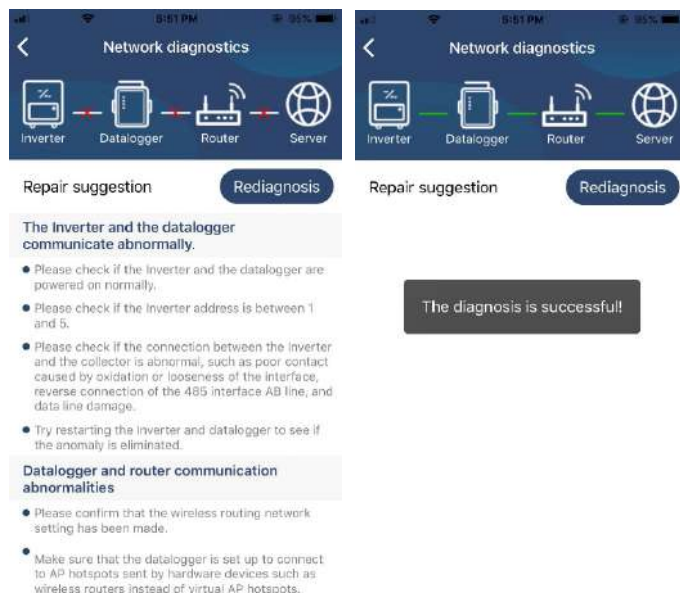 5:51 PM
95%
Network diagnostics
Inverter Datalogger Router Server
Repair suggestion Rediagnosis
The Inverter and the datalogger
communicate abnormally.
Please check if the Inverter and the datalogger are
powered on normally.
Please check if the Inverter address is between 1
and 5.
Please check if the connection between the Inverter
and the collector is abnormal, such as poor contact
caused by oxidation or looseness of the interface,
reverse connection of the 485 interface AB line, and
data line damage.
Try restarting the Inverter and datalogger to see if
the anomaly is eliminated.
Datalogger and router communication
abnormalities
Please confirm that the wireless routing network
setting has been made.
Make sure that the datalogger is set up to connect
to AP hotspots sent by hardware devices such as
wireless routers instead of virtual AP hotspots.
5:51 PM
95%
Network diagnostics
Inverter Datalogger Router Server
Repair suggestion Rediagnosis
The diagnosis is successful!